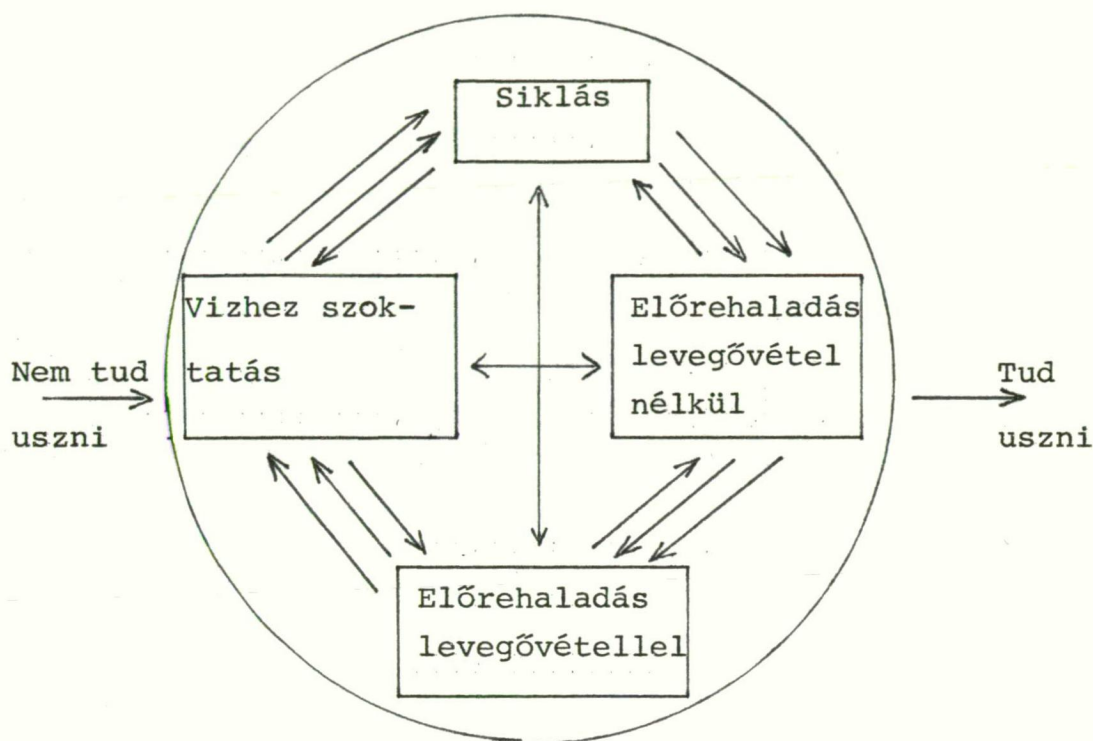 Siklás
Vizhez szok-
tatás
Előrehaladás
levegővétel
nélkül
Nem tud
uszni
Tud
uszni
Előrehaladás
levegővétellel